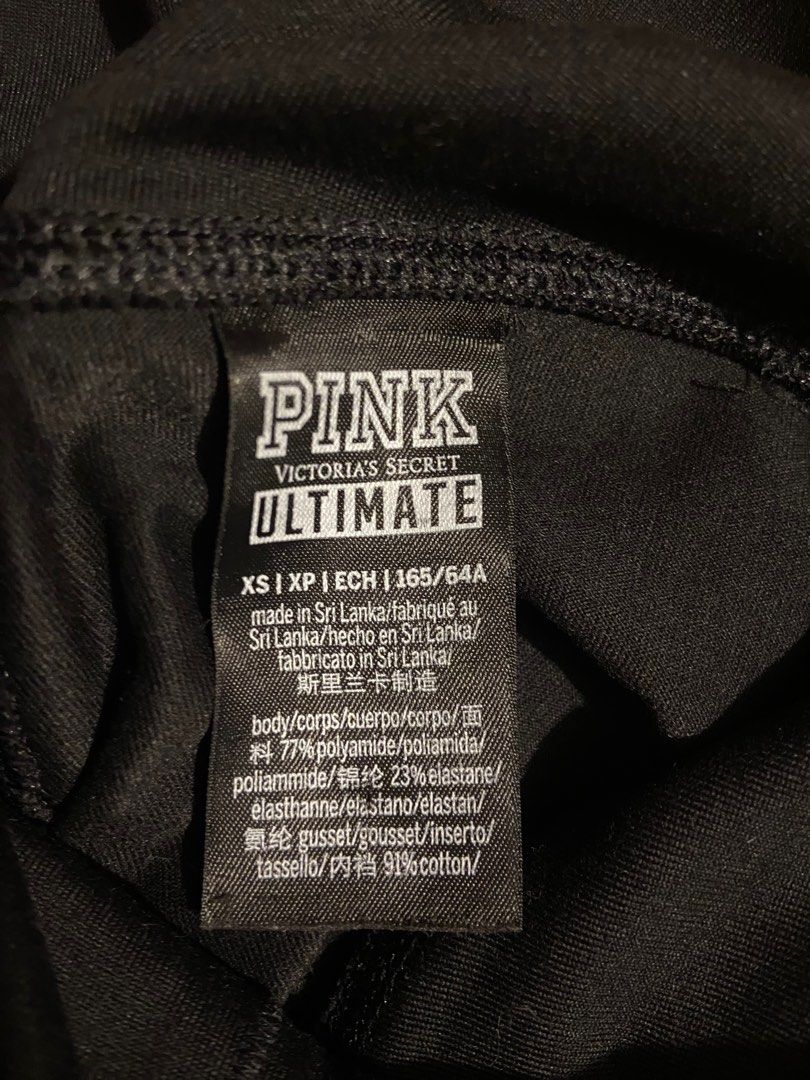 PINK
VICTORIA'S SECRET
ULTIMATE
XS | XP | ECH | 165/64A
made in Sri Lanka/fabriqué au
Sri Lanka/hecho en Sri Lanka/
fabbricato in Sri Lanka/
斯里兰卡制造
body/corps/cuerpo/corpo/面
料 77% polyamide/poliamida/
poliammide/锦纶 23% elastane/
élasthanne/elastano/elastan/
氨纶 gusset/gousset/inserto/
tassello/内裆 91% cotton/